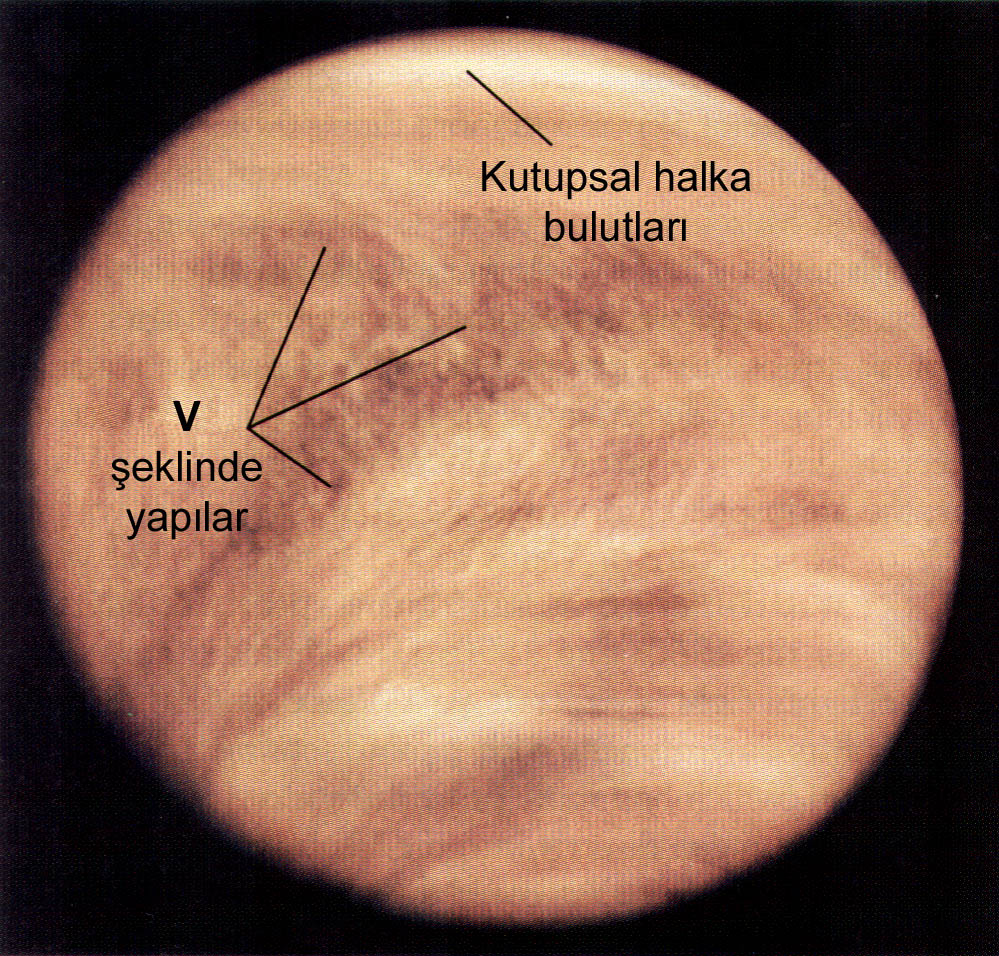 Kutupsal halka
bulutları
V
şeklinde
yapılar